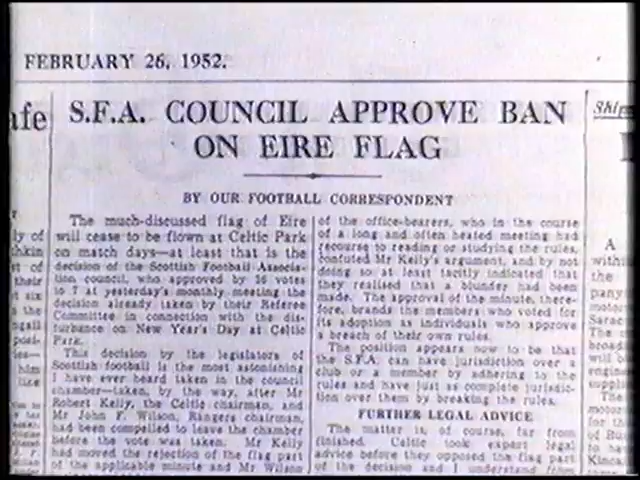 FEBRUARY 26, 1952.
afe
S.F.A. COUNCIL APPROVE BAN
ON EIRE FLAG
BY OUR FOOTBALL CORRESPONDENT
The much-discussed flag of Eire
will cease to be flown at Celtic Park
on match days—at least that is the
decision of the Scottish Football Associa-
tion council, who approved by 16 votes
to 7 at yesterday's monthly meeting the
decision already taken by their Referee
Committee in connection with the dis-
turbance on New Year's Day at Celtic
Park.
This decision by the legislators of
Scottish football is the most astonishing
I have ever heard taken in the council
chamber—taken, by the way, after Mr
Robert Kelly, the Celtic chairman, and
Mr John F. Wilson, Rangers chairman,
had been compelled to leave the chamber
before the vote was taken. Mr Kelly
had moved the rejection of the flag part
of the applicable minute and Mr Wilson
of the office-bearers, who in the course
of a long and often heated meeting had
recourse to reading or studying the rules,
confuted Mr Kelly's argument, and by not
doing so at least tacitly indicated that
they realised that a blunder had been
made. The approval of the minute, there-
fore, brands the members who voted for
its adoption as individuals who approve
a breach of their own rules.
The position appears now to be that
the S.F.A. can have jurisdiction over a
club or a member by adhering to the
rules and have just as complete jurisdic-
tion over them by breaking the rules.
FURTHER LEGAL ADVICE
The matter is, of course, far from
finished. Celtic took expert legal
advice before they opposed the flag part
of the decision and I understand
Ship
A
withi
the
pany
motor
Sarac